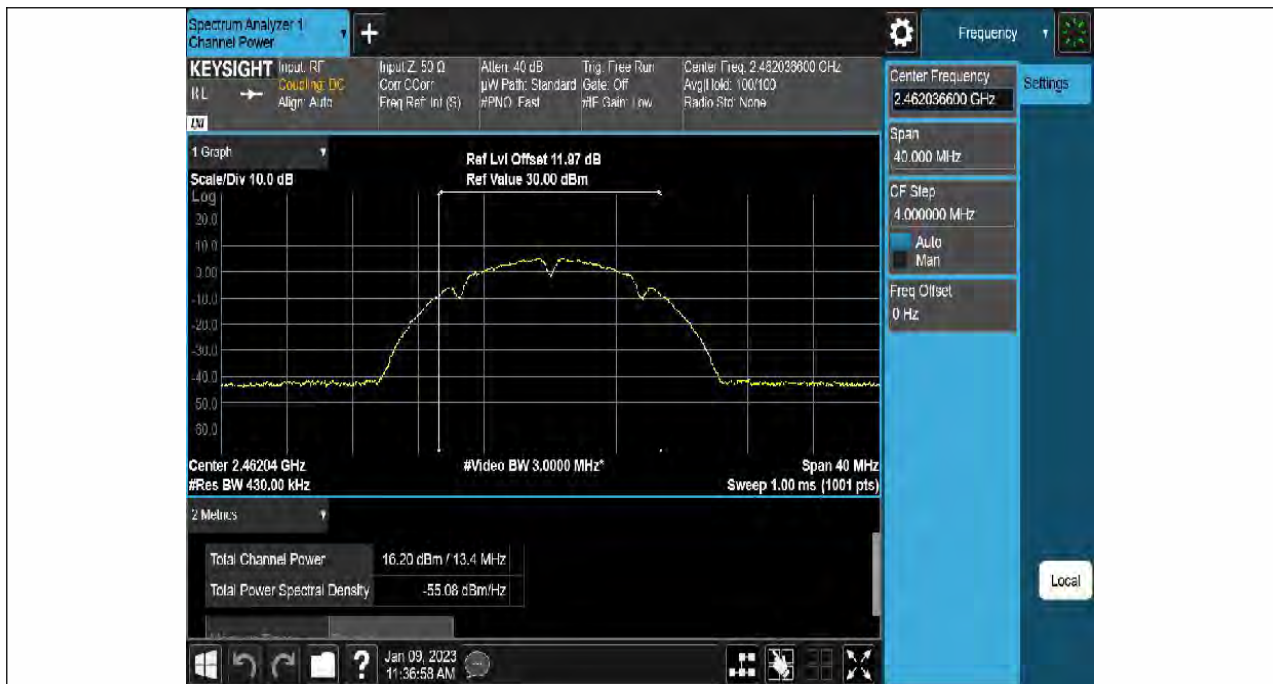 Spectrum Analyzer 1
Channel Power
+
Frequency
KEYSIGHT
Input: RF
Coupling: DC
Align: Auto
Input Z: 50 Ω
Corr CCorr
Freq Ref: Int (S)
Atten: 40 dB
µW Path: Standard
#PNO: Fast
Trig: Free Run
Gate: Off
#IF Gain: Low
Center Freq: 2.462036600 GHz
Avg|Hold: 100/100
Radio Std: None
Center Frequency
2.462036600 GHz
Settings
Span
40.000 MHz
CF Step
4.000000 MHz
Auto
Man
Freq Offset
0 Hz
1 Graph
Ref Lvl Offset 11.97 dB
Scale/Div 10.0 dB
Ref Value 30.00 dBm
Log
20.0
10.0
0.00
-10.0
-20.0
-30.0
-40.0
-50.0
-60.0
Center 2.46204 GHz
#Video BW 3.0000 MHz*
Span 40 MHz
#Res BW 430.00 kHz
Sweep 1.00 ms (1001 pts)
2 Metrics
Total Channel Power
16.20 dBm / 13.4 MHz
Total Power Spectral Density
-55.08 dBm/Hz
Local
?
Jan 09, 2023
11:36:58 AM